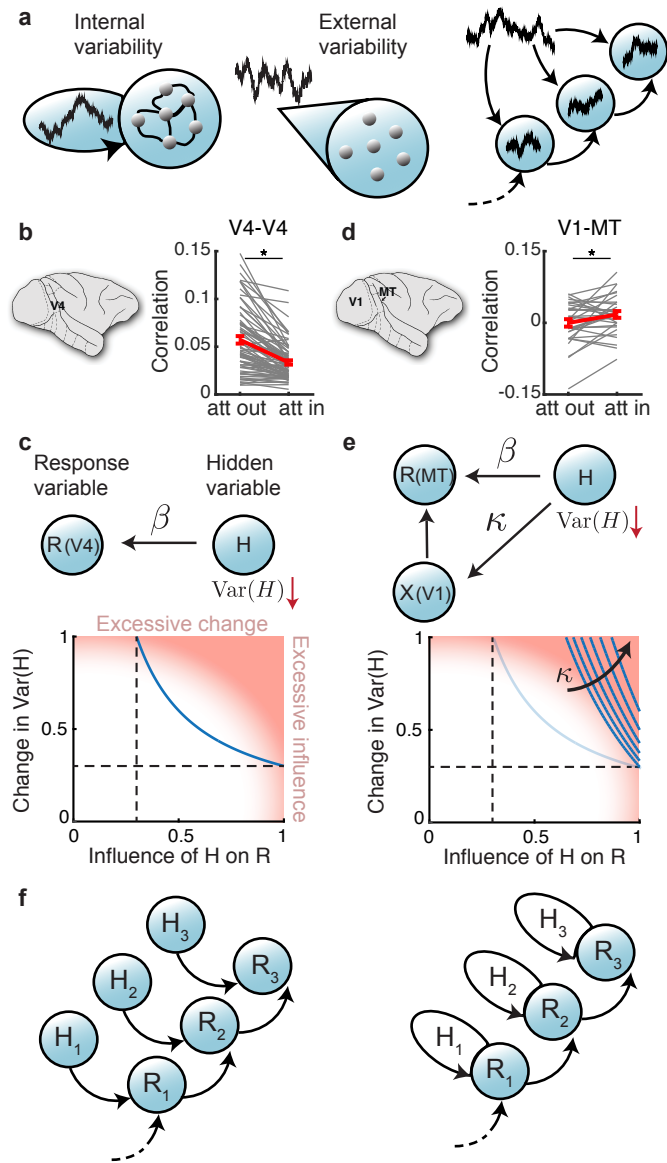 a
Internal variability
External variability
b
V4
V4-V4
*
Correlation
0.15
0.1
0.05
0
att out att in
d
V1
MT
V1-MT
*
Correlation
0.15
0
-0.15
att out att in
c
Response variable
Hidden variable
R(V4)
β
H
Var(H)
Excessive change
Excessive influence
Change in Var(H)
1
0.5
0
0 0.5 1
Influence of H on R
e
R(MT)
β
H
κ
Var(H)
X(V1)
κ
Change in Var(H)
1
0.5
0
0 0.5 1
Influence of H on R
f
H₃
H₂
H₁
R₃
R₂
R₁
H₃
H₂
H₁
R₃
R₂
R₁